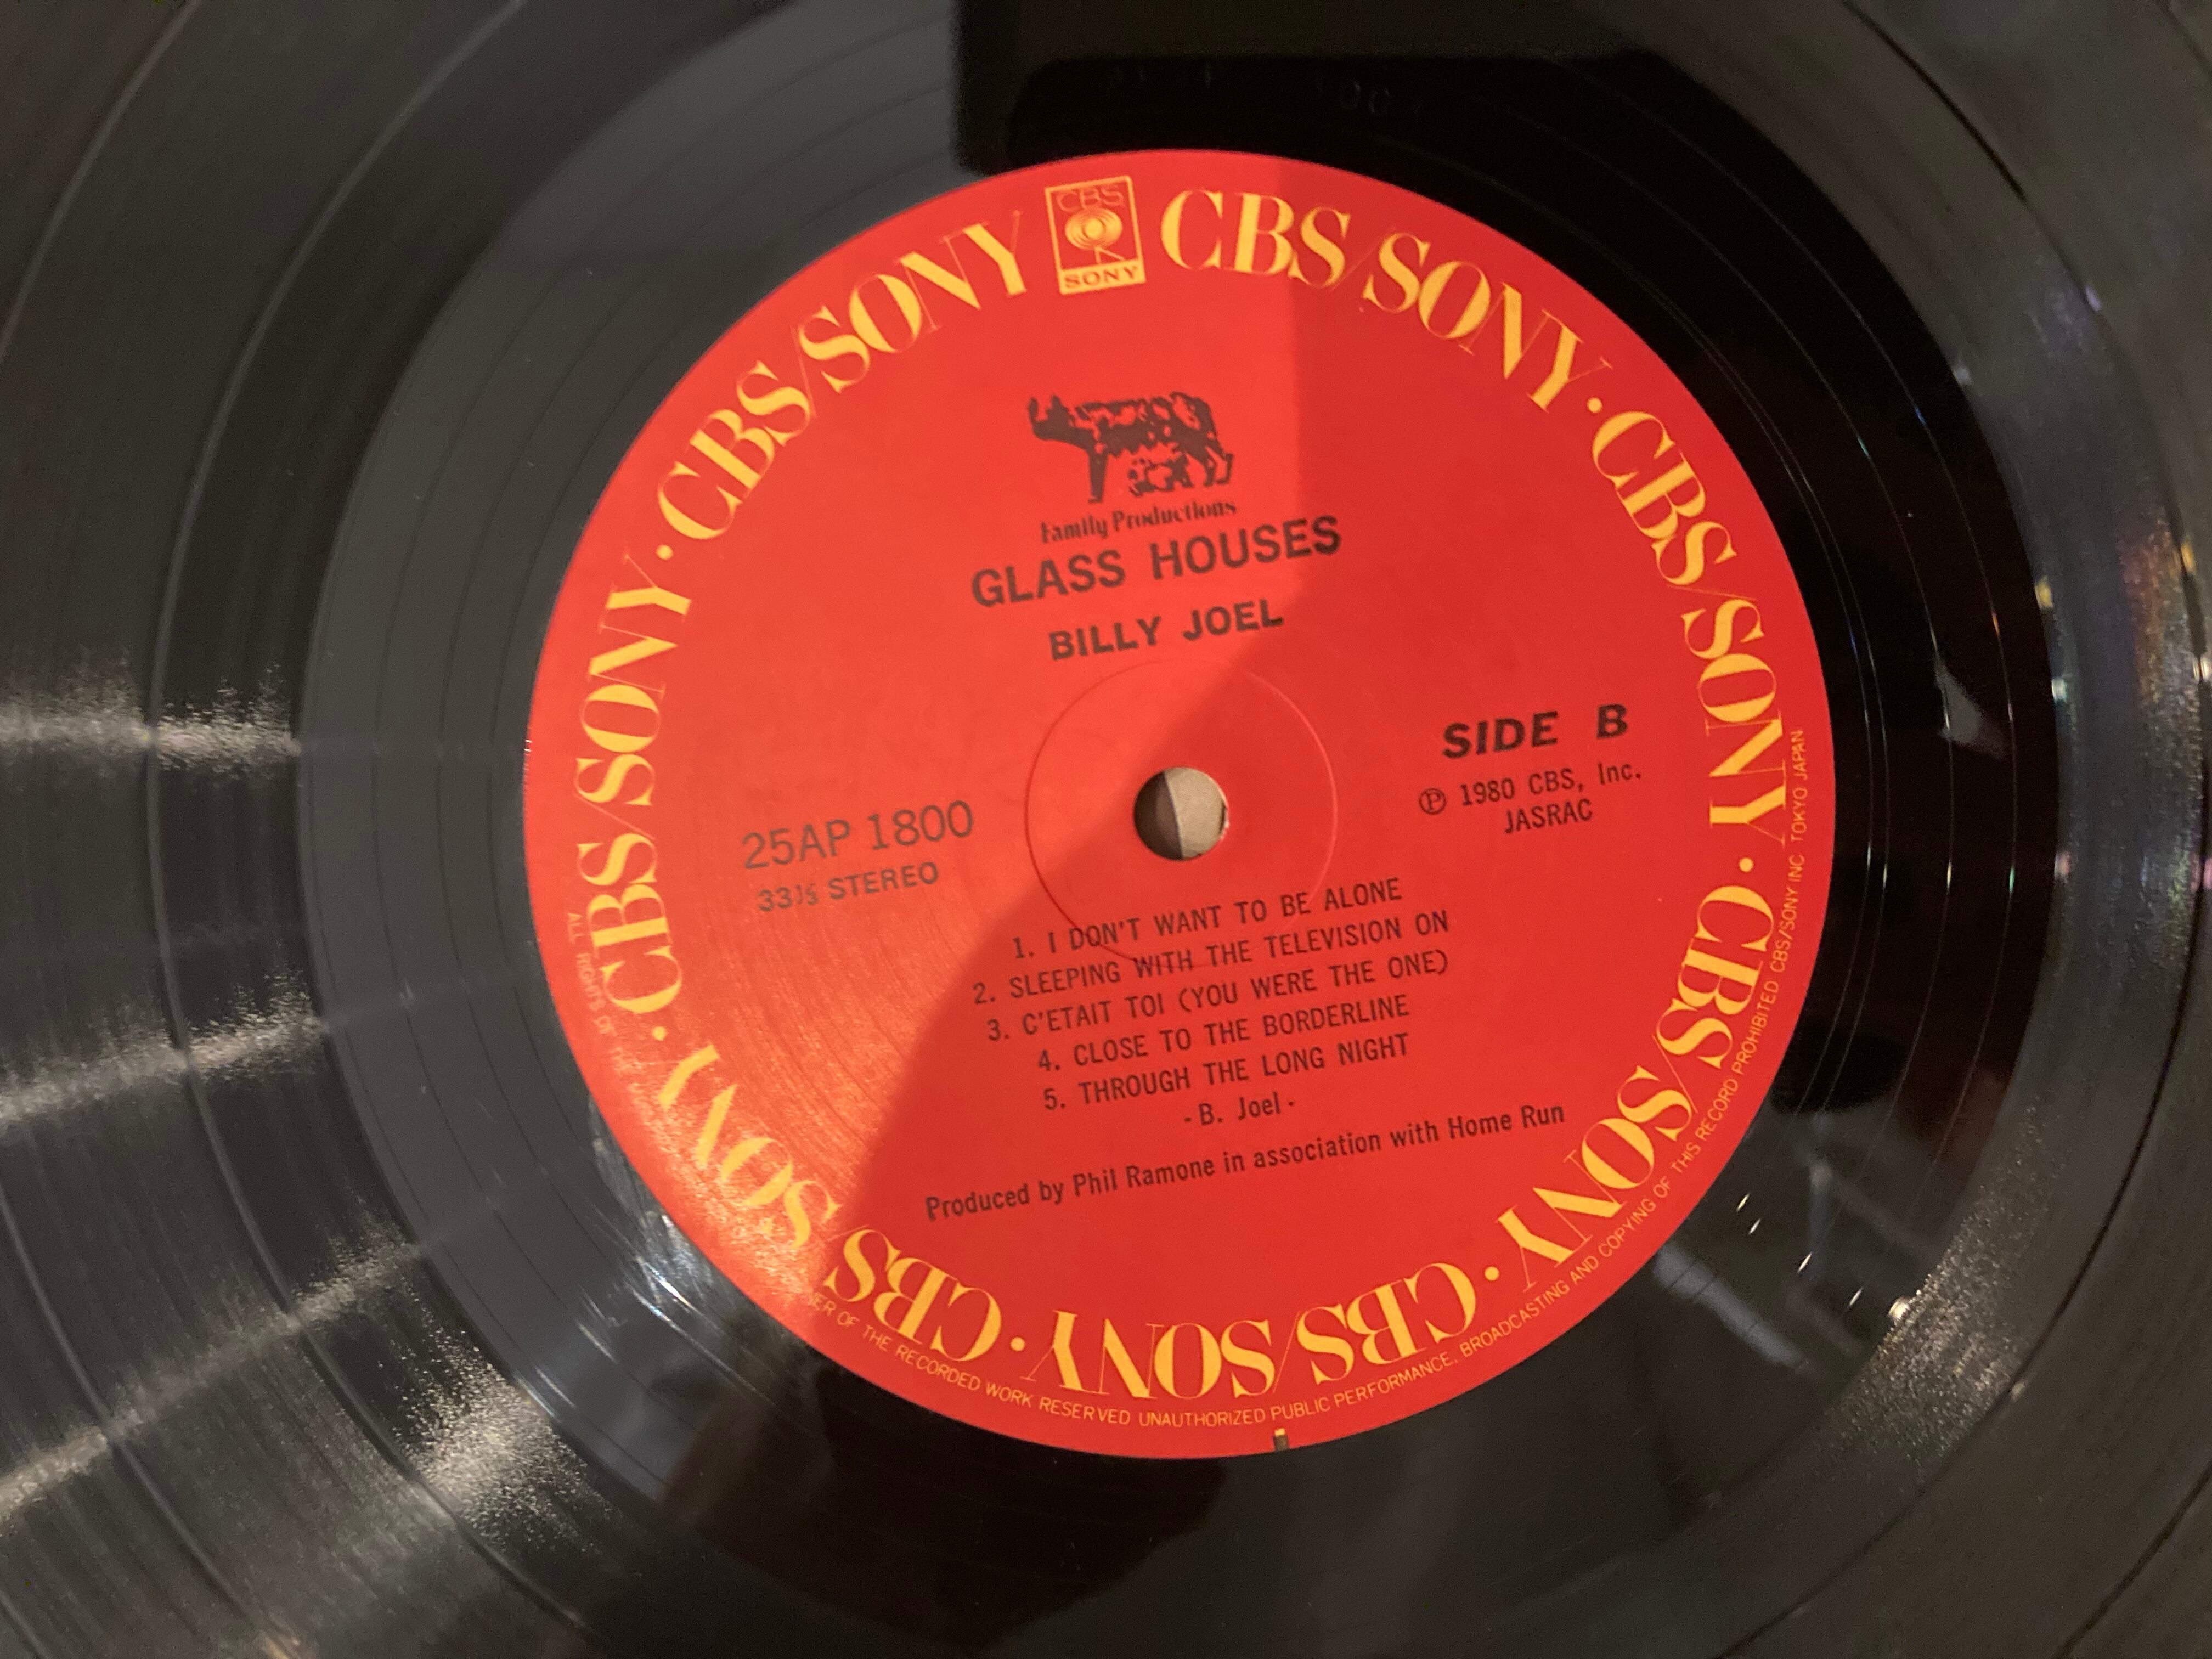 CBS
SONY
CBS/SONY · CBS/SONY · CBS/SONY · CBS/SONY · CBS/SONY · CBS/SONY · CBS/SONY
Family Productions
GLASS HOUSES
BILLY JOEL
SIDE B
Ⓟ 1980 CBS, Inc.
JASRAC
25AP 1800
33⅓ STEREO
1. I DON'T WANT TO BE ALONE
2. SLEEPING WITH THE TELEVISION ON
3. C'ETAIT TOI (YOU WERE THE ONE)
4. CLOSE TO THE BORDERLINE
5. THROUGH THE LONG NIGHT
- B. Joel -
Produced by Phil Ramone in association with Home Run
ALL RIGHTS OF OF THE RECORDED WORK RESERVED UNAUTHORIZED PUBLIC PERFORMANCE, BROADCASTING AND COPYING OF THIS RECORD PROHIBITED CBS/SONY INC. TOKYO JAPAN